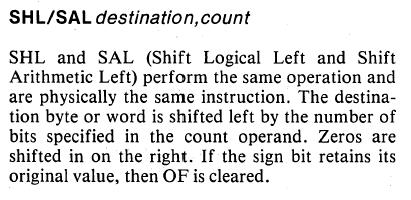 SHL/SAL destination,count
SHL and SAL (Shift Logical Left and Shift
Arithmetic Left) perform the same operation and
are physically the same instruction. The destina-
tion byte or word is shifted left by the number of
bits specified in the count operand. Zeros are
shifted in on the right. If the sign bit retains its
original value, then OF is cleared.